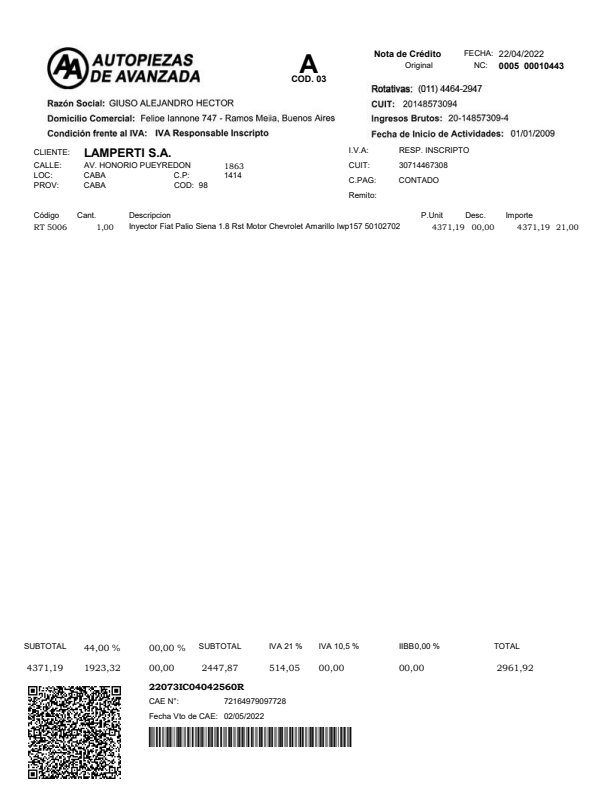 AA AUTOPIEZAS
DE AVANZADA
A
COD. 03
Nota de Crédito FECHA: 22/04/2022
Original NC: 0005 00010443
Rotativas: (011) 4464-2947
Razón Social: GIUSO ALEJANDRO HECTOR
CUIT: 20148573094
Domicilio Comercial: Felipe Iannone 747 - Ramos Mejia, Buenos Aires
Ingresos Brutos: 20-14857309-4
Condición frente al IVA: IVA Responsable Inscripto
Fecha de Inicio de Actividades: 01/01/2009
CLIENTE: LAMPERTI S.A.
I.V.A: RESP. INSCRIPTO
CALLE: AV. HONORIO PUEYREDON 1863
CUIT: 30714467308
LOC: CABA C.P: 1414
C.PAG: CONTADO
PROV: CABA COD: 98
Remito:
Código Cant. Descripcion P.Unit Desc. Importe
RT 5006 1,00 Inyector Fiat Palio Siena 1.8 Rst Motor Chevrolet Amarillo Iwp157 50102702 4371,19 00,00 4371,19 21,00
SUBTOTAL 44,00 % 00,00 % SUBTOTAL IVA 21 % IVA 10,5 % IIBB0,00 % TOTAL
4371,19 1923,32 00,00 2447,87 514,05 00,00 00,00 2961,92
22073IC04042560R
CAE N°: 72164979097728
Fecha Vto de CAE: 02/05/2022